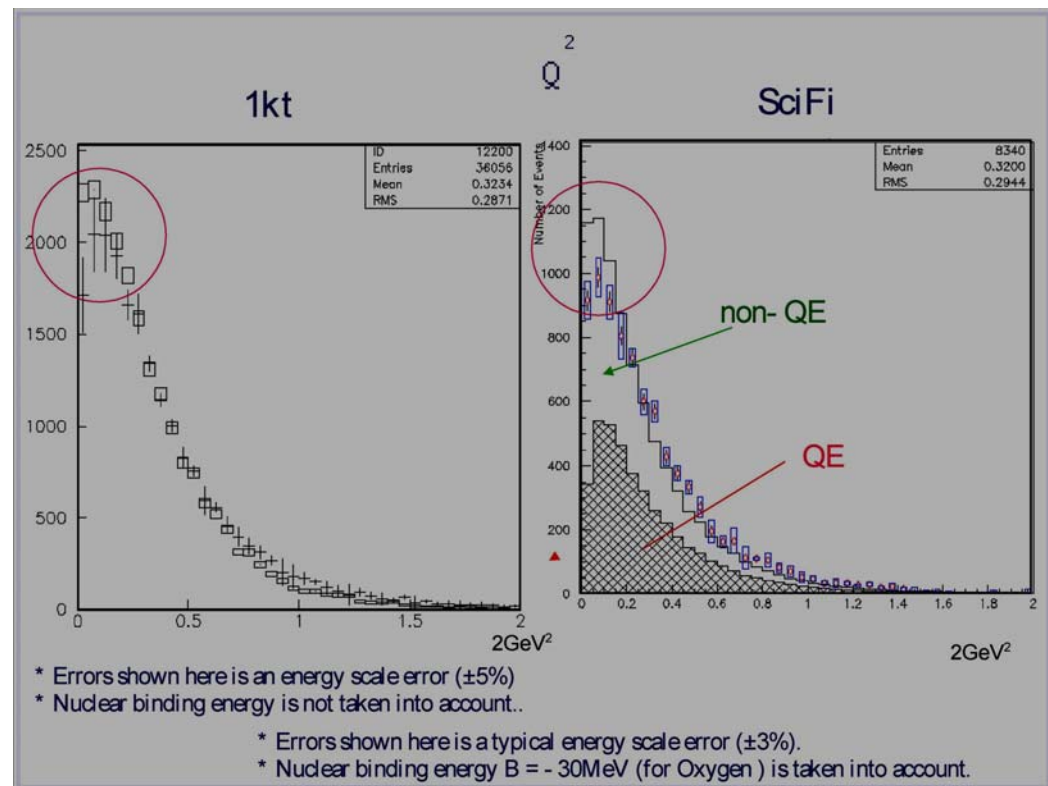 Q²
1kt
SciFi
ID 12200
Entries 36056
Mean 0.3234
RMS 0.2871
2500
2000
1500
1000
500
0
0 0.5 1 1.5 2
2GeV²
Entries 8340
Mean 0.3200
RMS 0.2944
Number of Events
1400
1200
1000
800
600
400
200
0
0 0.2 0.4 0.6 0.8 1 1.2 1.4 1.6 1.8 2
non- QE
QE
2GeV²
* Errors shown here is an energy scale error (±5%)
* Nuclear binding energy is not taken into account..
* Errors shown here is a typical energy scale error (±3%).
* Nuclear binding energy B = - 30MeV (for Oxygen ) is taken into account.